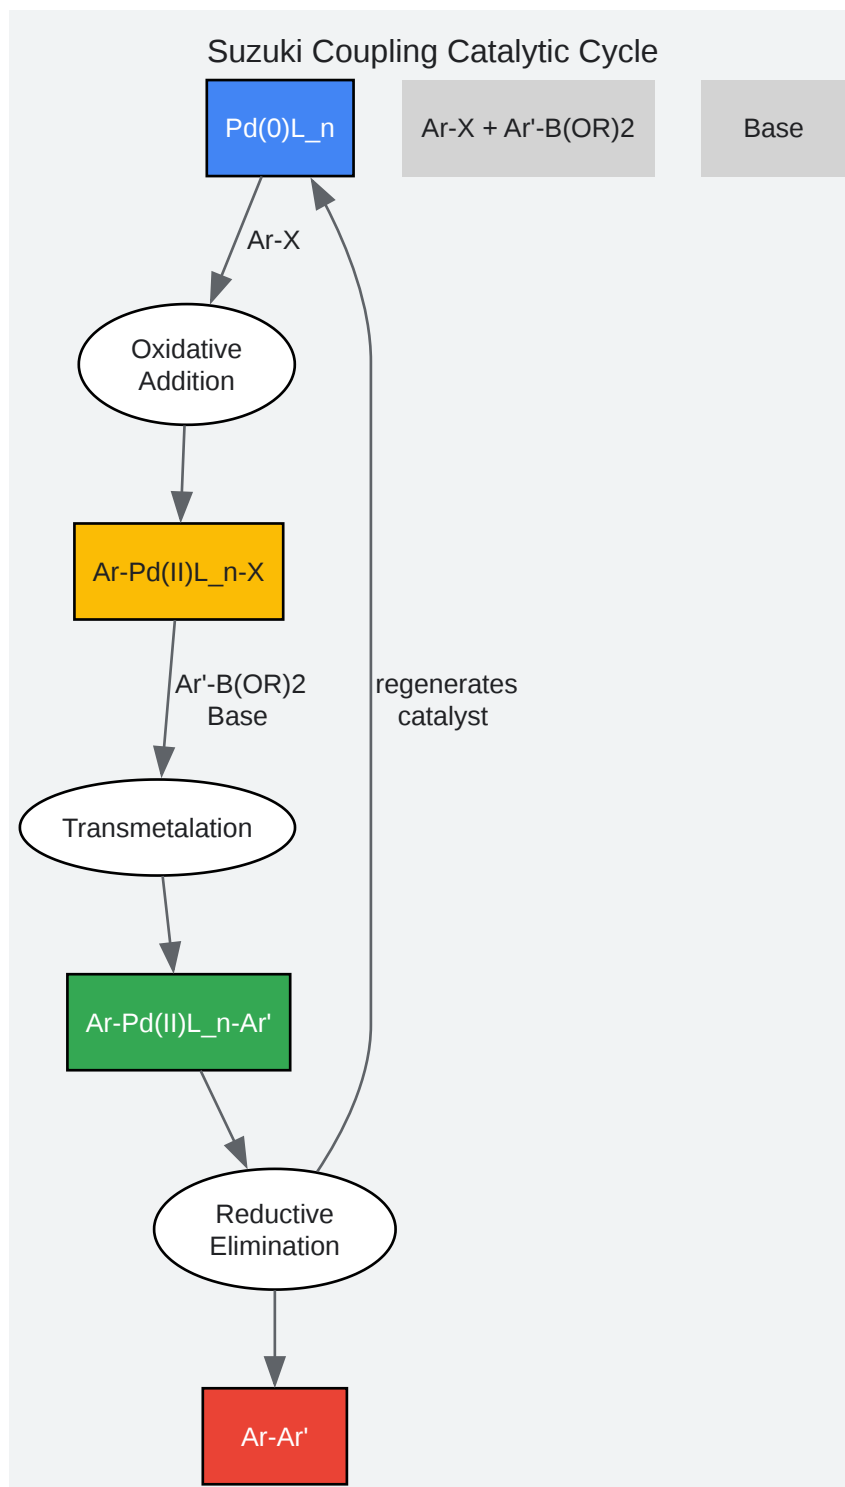 Suzuki Coupling Catalytic Cycle
Pd(0)L_n
Ar-X + Ar'-B(OR)2
Base
Ar-X
Oxidative
Addition
Ar-Pd(II)L_n-X
Ar'-B(OR)2
Base
regenerates
catalyst
Transmetalation
Ar-Pd(II)L_n-Ar'
Reductive
Elimination
Ar-Ar'